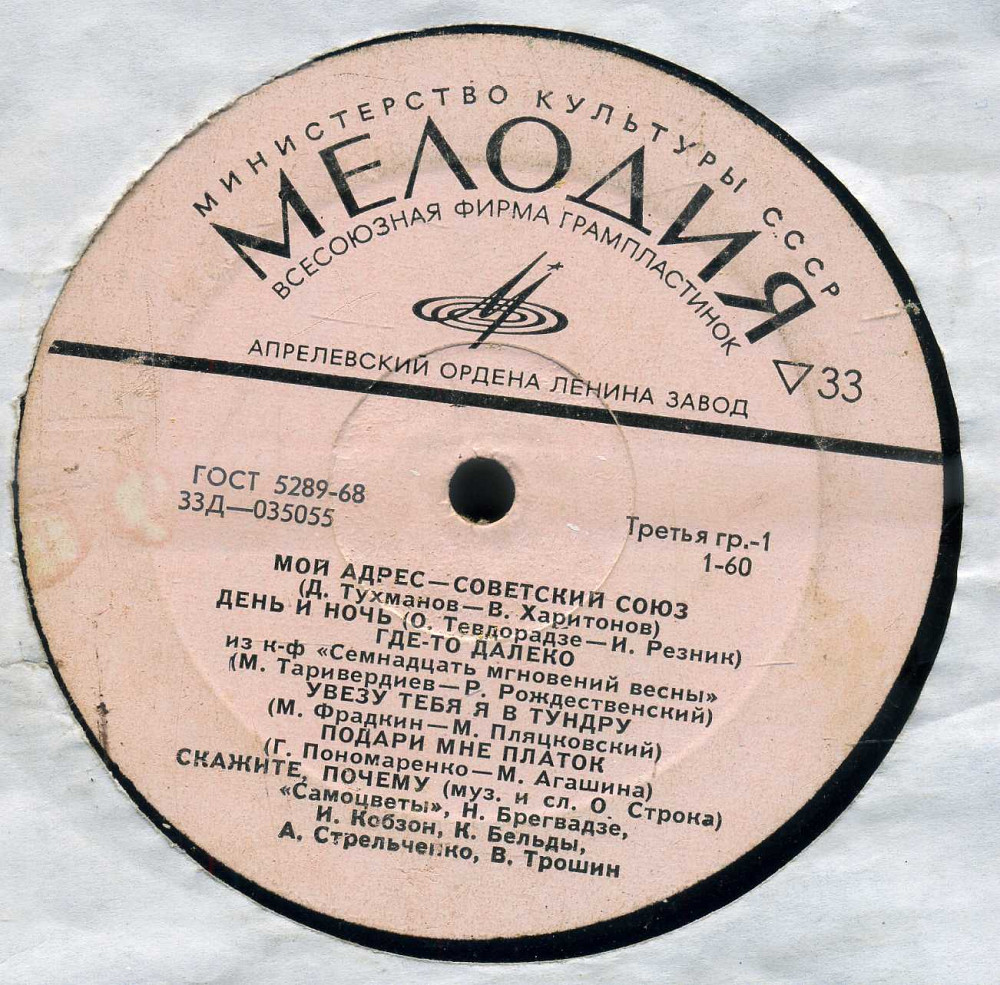 МИНИСТЕРСТВО КУЛЬТУРЫ СССР
МЕЛОДИЯ
ВСЕСОЮЗНАЯ ФИРМА ГРАМПЛАСТИНОК
АПРЕЛЕВСКИЙ ОРДЕНА ЛЕНИНА ЗАВОД
33
ГОСТ 5289-68
33Д—035055
Третья гр.-1
1-60
МОЙ АДРЕС—СОВЕТСКИЙ СОЮЗ
(Д. Тухманов—В. Харитонов)
ДЕНЬ И НОЧЬ (О. Тевдорадзе—И. Резник)
ГДЕ-ТО ДАЛЕКО
из к-ф «Семнадцать мгновений весны»
(М. Таривердиев—Р. Рождественский)
УВЕЗУ ТЕБЯ Я В ТУНДРУ
(М. Фрадкин—М. Пляцковский)
ПОДАРИ МНЕ ПЛАТОК
(Г. Пономаренко—М. Агашина)
СКАЖИТЕ, ПОЧЕМУ (муз. и сл. О. Строка)
«Самоцветы», Н. Брегвадзе,
И. Кобзон, К. Бельды,
А. Стрельченко, В. Трошин